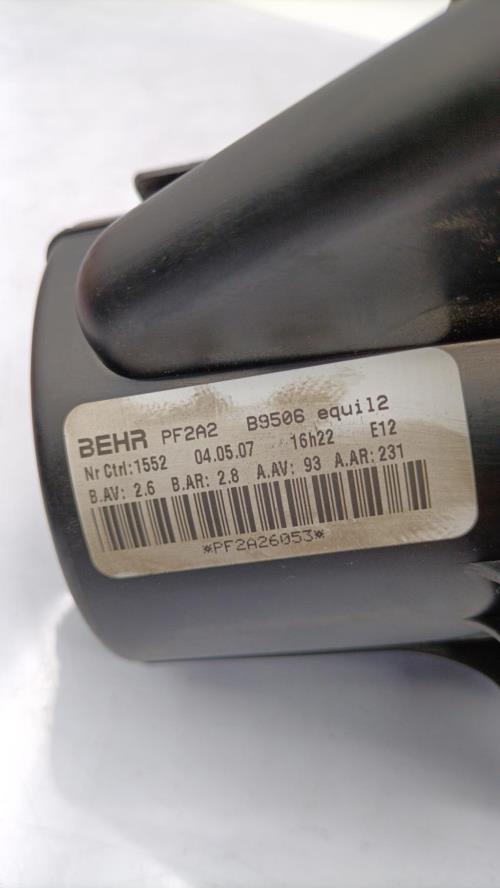 BEHR PF2A2 B9506 equil2
Nr Ctrl:1552 04.05.07 16h22 E12
B.AV: 2.6 B.AR: 2.8 A.AV: 93 A.AR: 231
*PF2A26053*